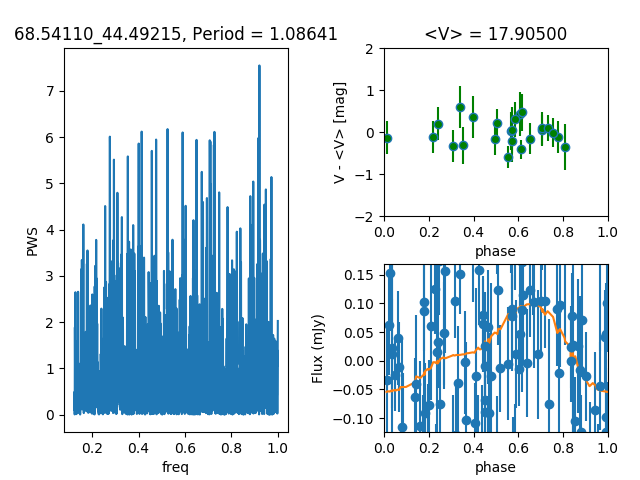 68.54110_44.49215, Period = 1.08641
<V> = 17.90500
PWS
7
6
5
4
3
2
1
0
0.2 0.4 0.6 0.8 1.0
freq
V - <V> [mag]
2
1
0
−1
−2
0.0 0.2 0.4 0.6 0.8 1.0
phase
Flux (mJy)
0.15
0.10
0.05
0.00
−0.05
−0.10
0.0 0.2 0.4 0.6 0.8 1.0
phase